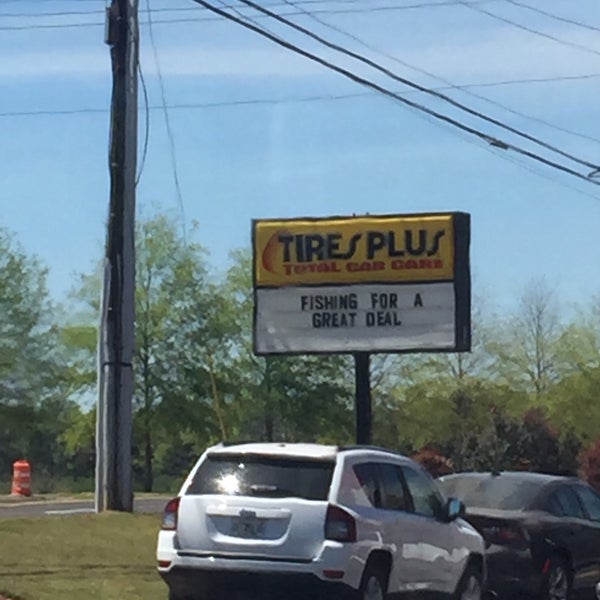 TIRES PLUS
TOTAL CAR CARE
FISHING FOR A
GREAT DEAL